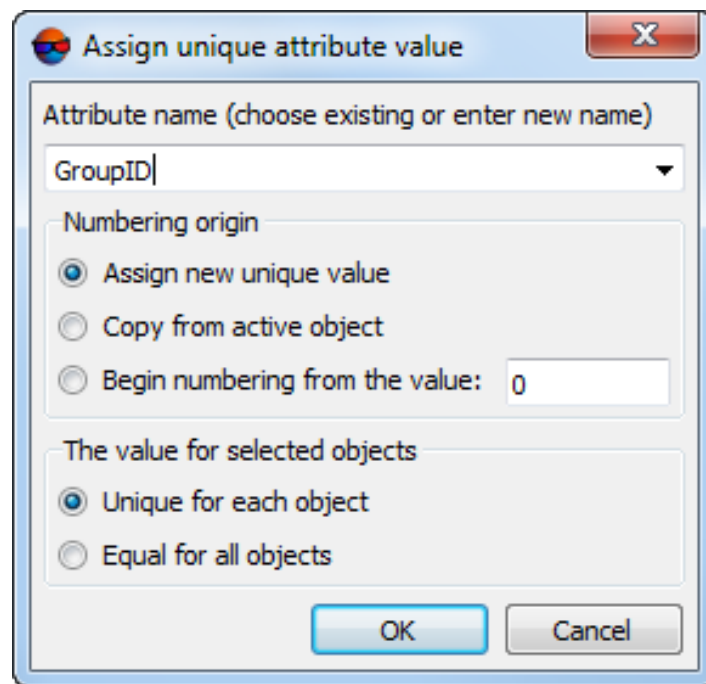 Assign unique attribute value
Attribute name (choose existing or enter new name)
GroupID
Numbering origin
Assign new unique value
Copy from active object
Begin numbering from the value: 0
The value for selected objects
Unique for each object
Equal for all objects
OK Cancel